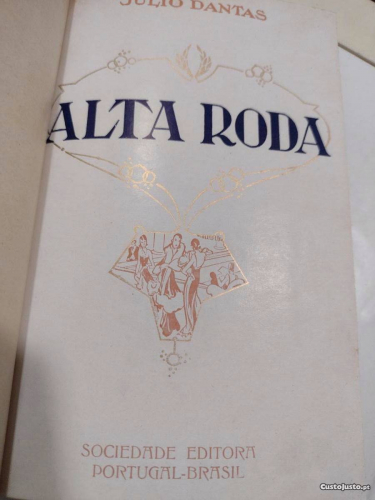 JULIO DANTAS
ALTA RODA
SOCIEDADE EDITORA
PORTUGAL-BRASIL
CustoJusto.pt